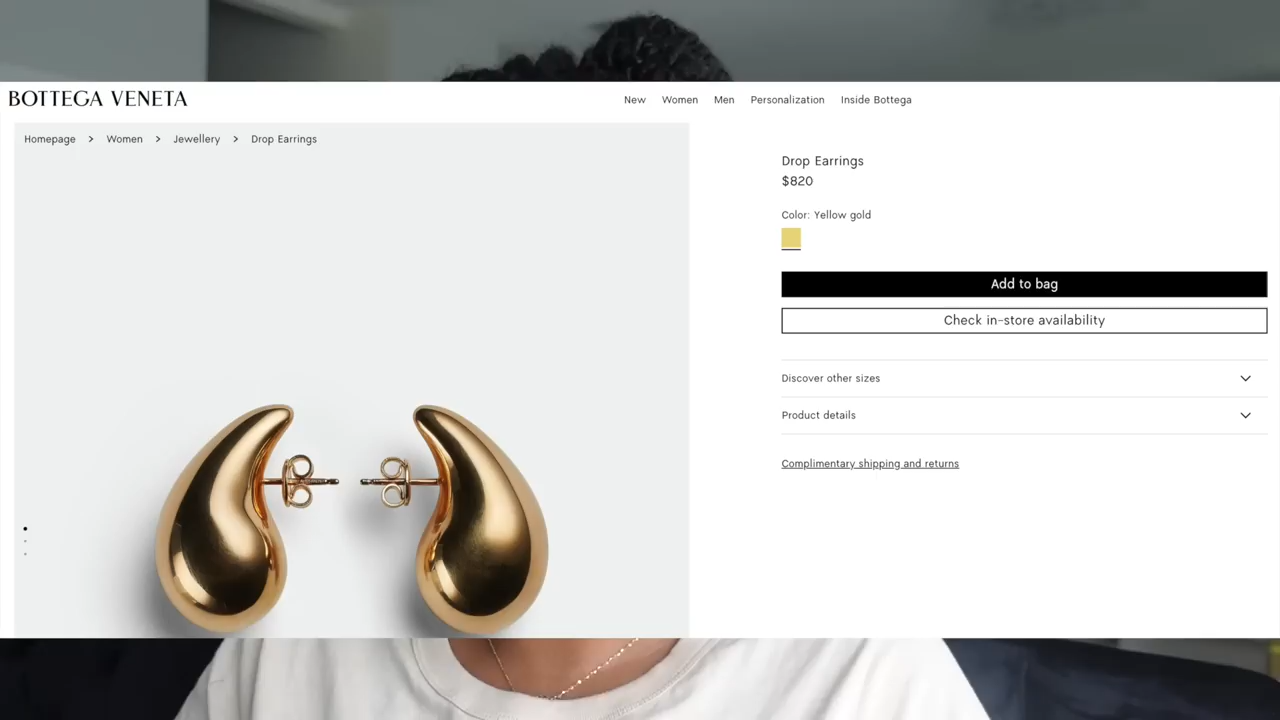 BOTTEGA VENETA
New Women Men Personalization Inside Bottega
Homepage > Women > Jewellery > Drop Earrings
Drop Earrings
$820
Color: Yellow gold
Add to bag
Check in-store availability
Discover other sizes
Product details
Complimentary shipping and returns